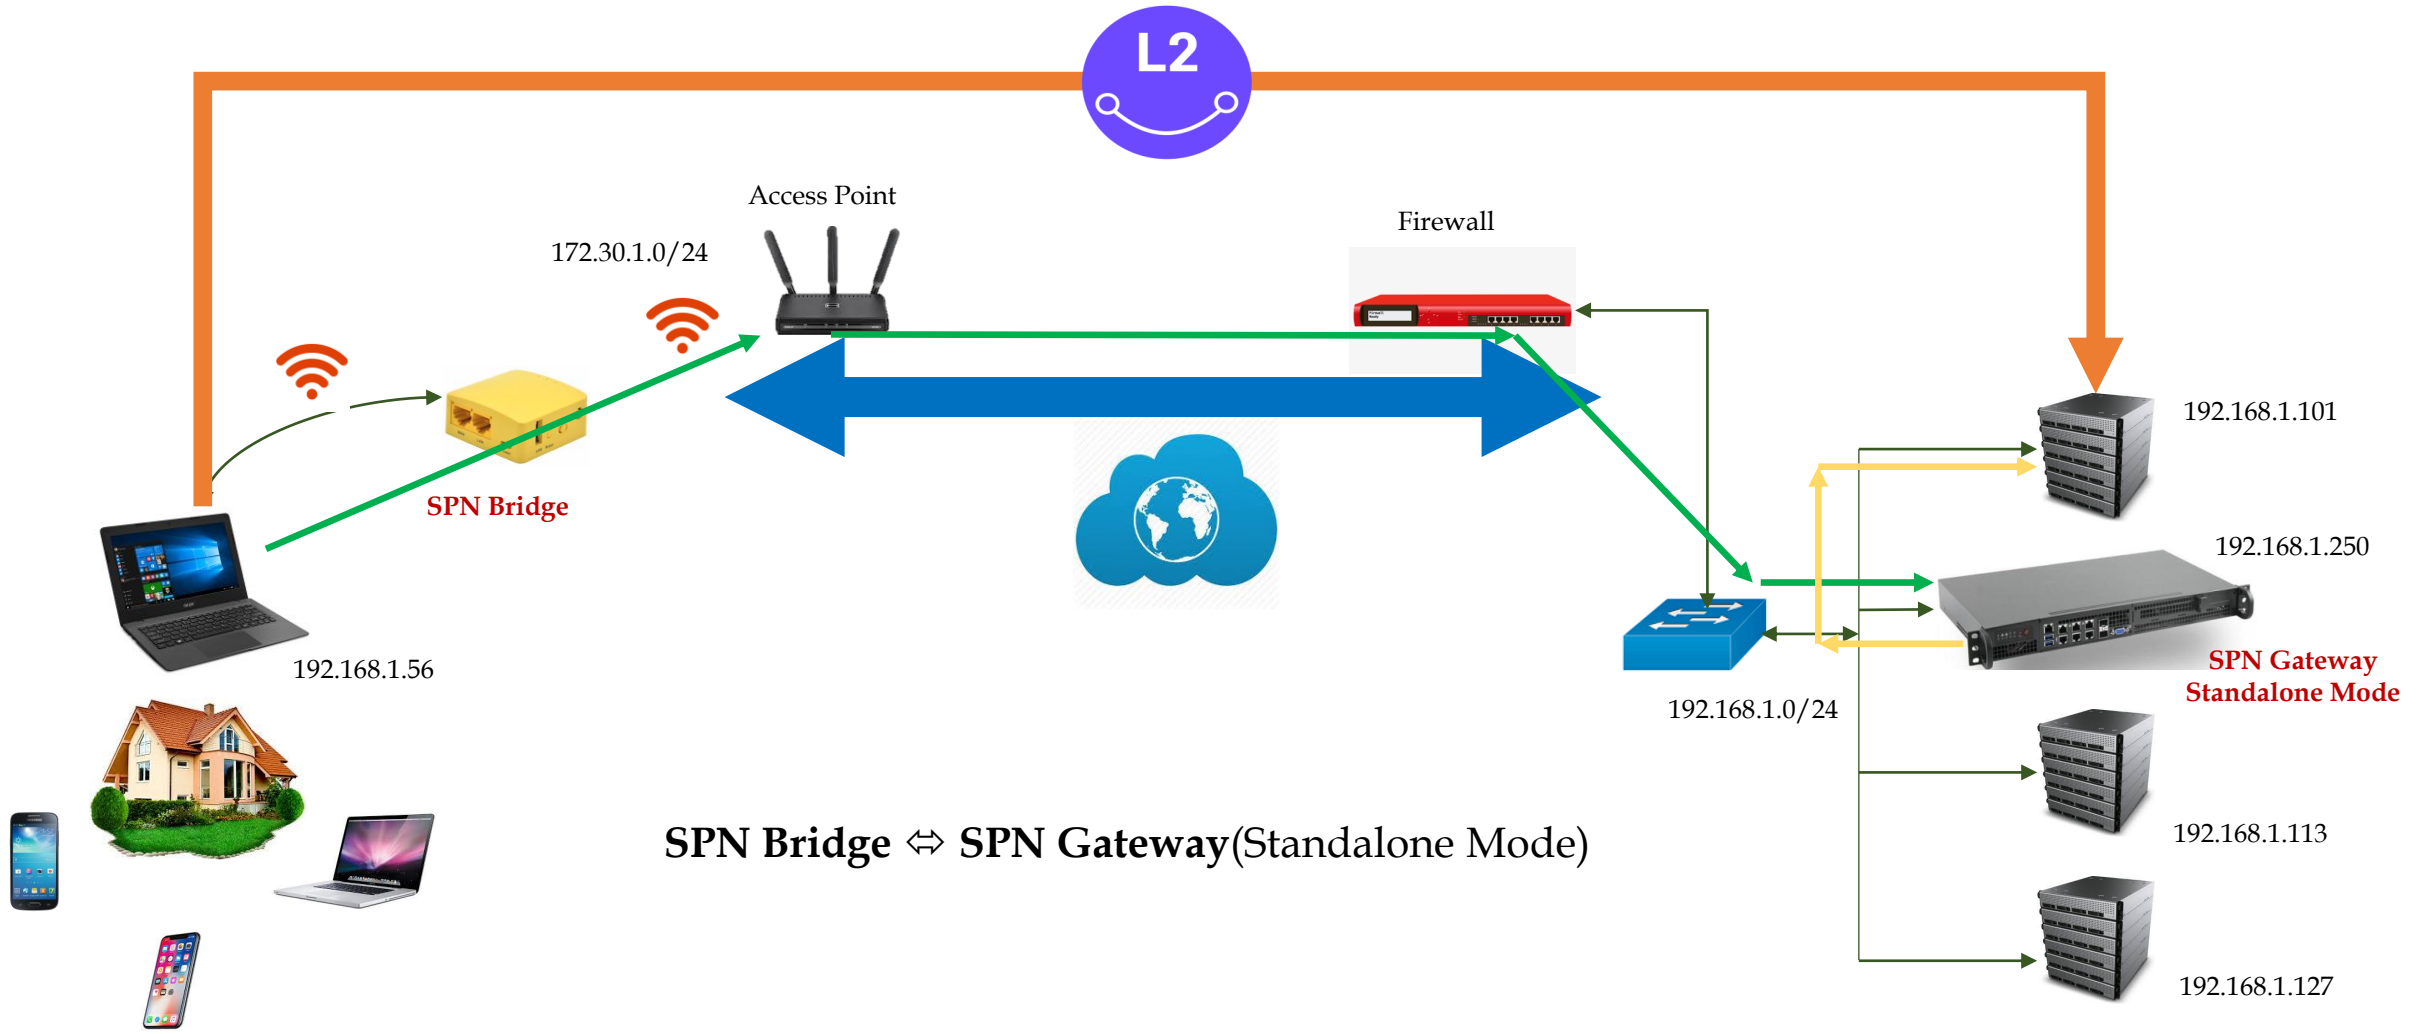 L2
Access Point
Firewall
172.30.1.0/24
192.168.1.101
SPN Bridge
192.168.1.250
192.168.1.56
SPN Gateway
Standalone Mode
192.168.1.0/24
SPN Bridge ⬄ SPN Gateway(Standalone Mode)
192.168.1.113
192.168.1.127